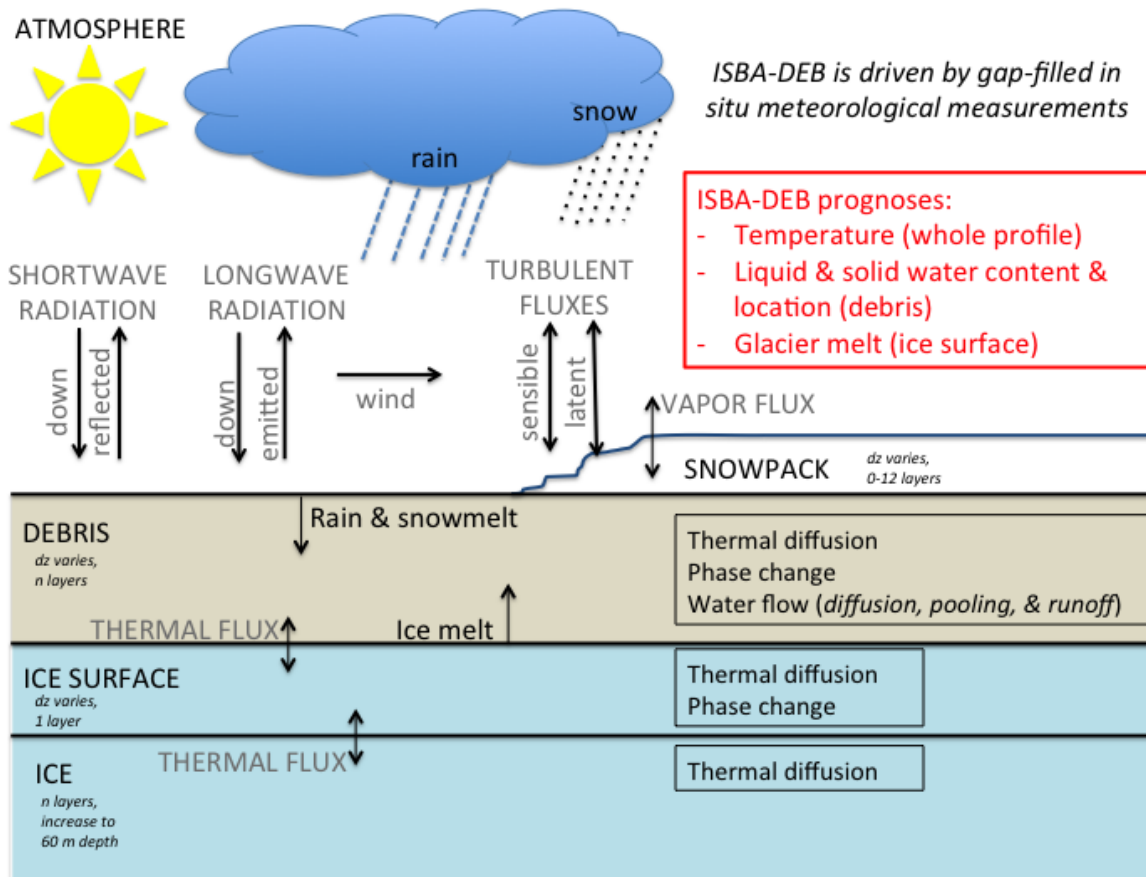 ATMOSPHERE
ISBA-DEB is driven by gap-filled in
situ meteorological measurements
snow
rain
ISBA-DEB prognoses:
- Temperature (whole profile)
- Liquid & solid water content &
location (debris)
- Glacier melt (ice surface)
SHORTWAVE
RADIATION
down
reflected
LONGWAVE
RADIATION
down
emitted
wind
TURBULENT
FLUXES
sensible
latent
VAPOR FLUX
SNOWPACK
dz varies,
0-12 layers
DEBRIS
dz varies,
n layers
Rain & snowmelt
Thermal diffusion
Phase change
Water flow (diffusion, pooling, & runoff)
THERMAL FLUX
Ice melt
ICE SURFACE
dz varies,
1 layer
Thermal diffusion
Phase change
THERMAL FLUX
ICE
n layers,
increase to
60 m depth
Thermal diffusion